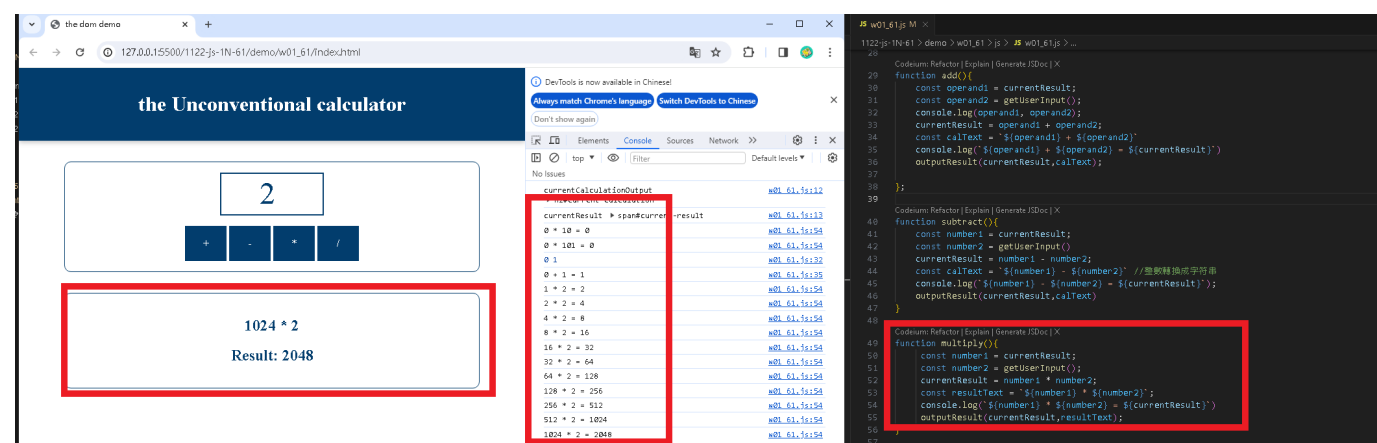 the dom demo
127.0.0.1:5500/1122-js-1N-61/demo/w01_61/index.html
the Unconventional calculator
2
+ - * /
1024 * 2
Result: 2048
DevTools is now available in Chinese!
Always match Chrome's language Switch DevTools to Chinese
Don't show again
Elements Console Sources Network
top Filter Default levels
No Issues
currentCalculationOutput w01_61.js:12
h2#current-calculation
currentResult span#current-result w01_61.js:13
0 * 10 = 0 w01_61.js:54
0 * 101 = 0 w01_61.js:54
0 1 w01_61.js:32
0 + 1 = 1 w01_61.js:35
1 * 2 = 2 w01_61.js:54
2 * 2 = 4 w01_61.js:54
4 * 2 = 8 w01_61.js:54
8 * 2 = 16 w01_61.js:54
16 * 2 = 32 w01_61.js:54
32 * 2 = 64 w01_61.js:54
64 * 2 = 128 w01_61.js:54
128 * 2 = 256 w01_61.js:54
256 * 2 = 512 w01_61.js:54
512 * 2 = 1024 w01_61.js:54
1024 * 2 = 2048 w01_61.js:54
JS w01_61.js M
1122-js-1N-61 > demo > w01_61 > js > JS w01_61.js > ...
28
Codeium: Refactor | Explain | Generate JSDoc | X
29 function add(){
30 const operand1 = currentResult;
31 const operand2 = getUserInput();
32 console.log(operand1, operand2);
33 currentResult = operand1 + operand2;
34 const calText = `${operand1} + ${operand2}`
35 console.log(`${operand1} + ${operand2} = ${currentResult}`)
36 outputResult(currentResult,calText);
37
38 };
39
Codeium: Refactor | Explain | Generate JSDoc | X
40 function subtract(){
41 const number1 = currentResult;
42 const number2 = getUserInput()
43 currentResult = number1 - number2;
44 const calText = `${number1} - ${number2}` //整數轉換成字符串
45 console.log(`${number1} - ${number2} = ${currentResult}`);
46 outputResult(currentResult,calText)
47 }
48
Codeium: Refactor | Explain | Generate JSDoc | X
49 function multiply(){
50 const number1 = currentResult;
51 const number2 = getUserInput();
52 currentResult = number1 * number2;
53 const resultText = `${number1} * ${number2}`;
54 console.log(`${number1} * ${number2} = ${currentResult}`)
55 outputResult(currentResult,resultText);
56 }
57